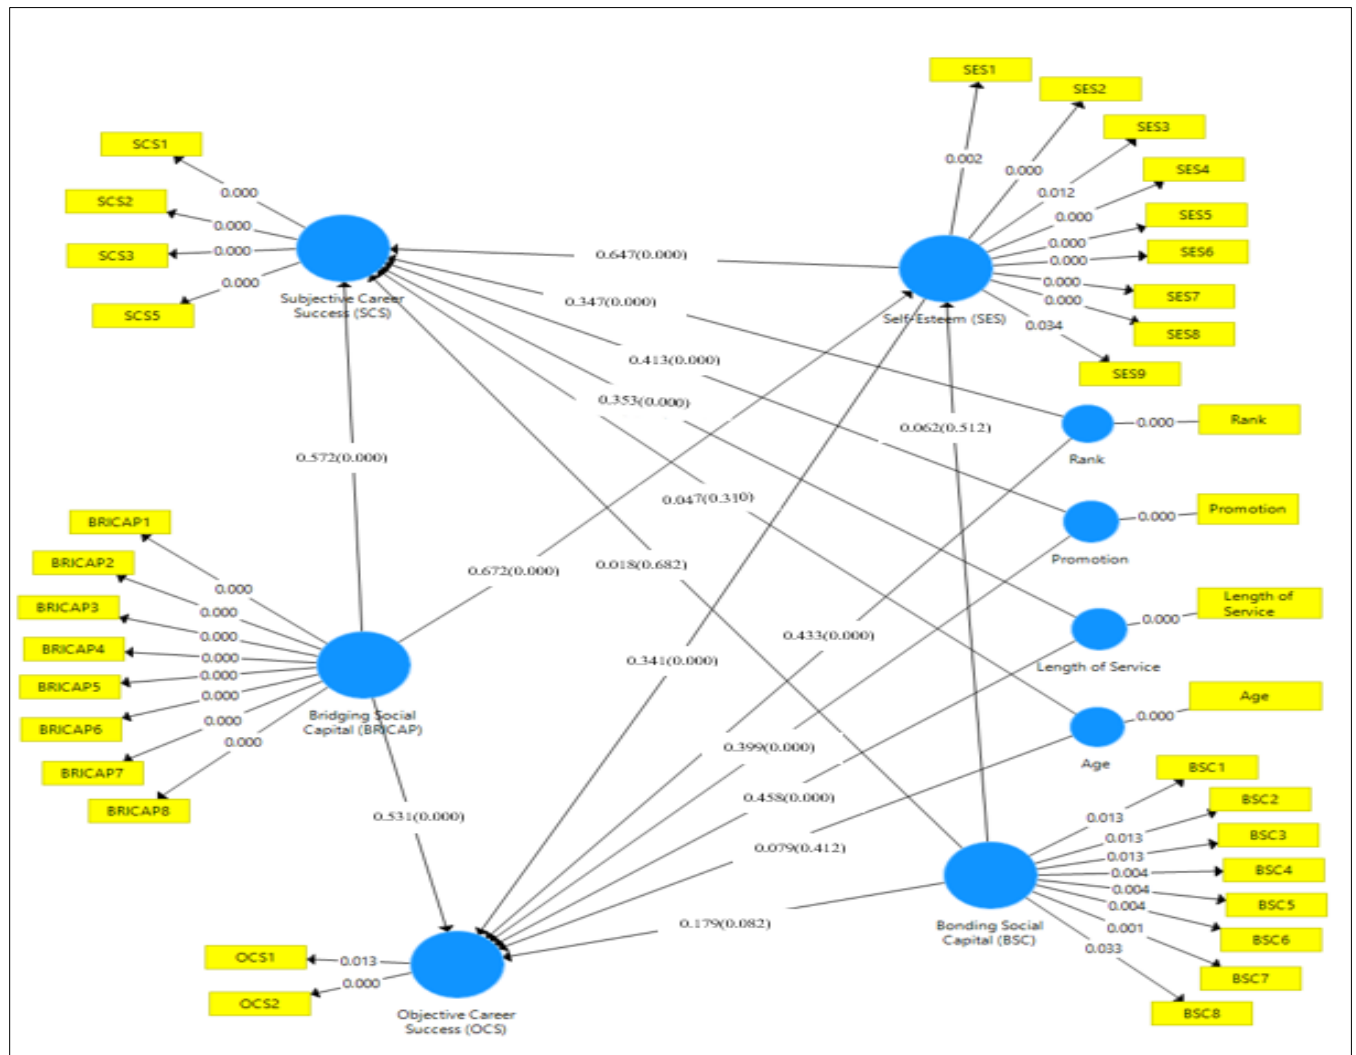 SES1
SES2
SES3
SES4
SES5
SES6
SES7
SES8
SES9
0.002
0.000
0.012
0.000
0.000
0.000
0.000
0.000
0.034
Self-Esteem (SES)
SCS1
SCS2
SCS3
SCS5
0.000
0.000
0.000
0.000
Subjective Career
Success (SCS)
0.647(0.000)
0.347(0.000)
0.413(0.000)
0.353(0.000)
0.062(0.512)
0.572(0.000)
0.047(0.310)
0.672(0.000)
0.018(0.682)
0.433(0.000)
0.341(0.000)
0.399(0.000)
0.458(0.000)
0.531(0.000)
0.079(0.412)
0.179(0.082)
Rank
0.000
Rank
Promotion
0.000
Promotion
Length of
Service
0.000
Length of Service
Age
0.000
Age
BRICAP1
BRICAP2
BRICAP3
BRICAP4
BRICAP5
BRICAP6
BRICAP7
BRICAP8
0.000
0.000
0.000
0.000
0.000
0.000
0.000
0.000
Bridging Social
Capital (BRICAP)
BSC1
BSC2
BSC3
BSC4
BSC5
BSC6
BSC7
BSC8
0.013
0.013
0.013
0.004
0.004
0.004
0.001
0.033
Bonding Social
Capital (BSC)
OCS1
OCS2
0.013
0.000
Objective Career
Success (OCS)